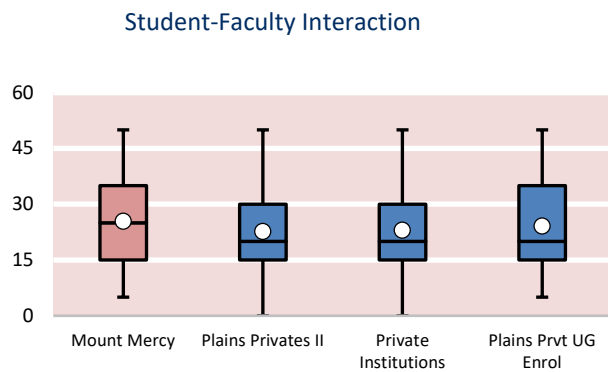 Student-Faculty Interaction
60
45
30
15
0
Mount Mercy
Plains Privates II
Private
Institutions
Plains Prvt UG
Enrol